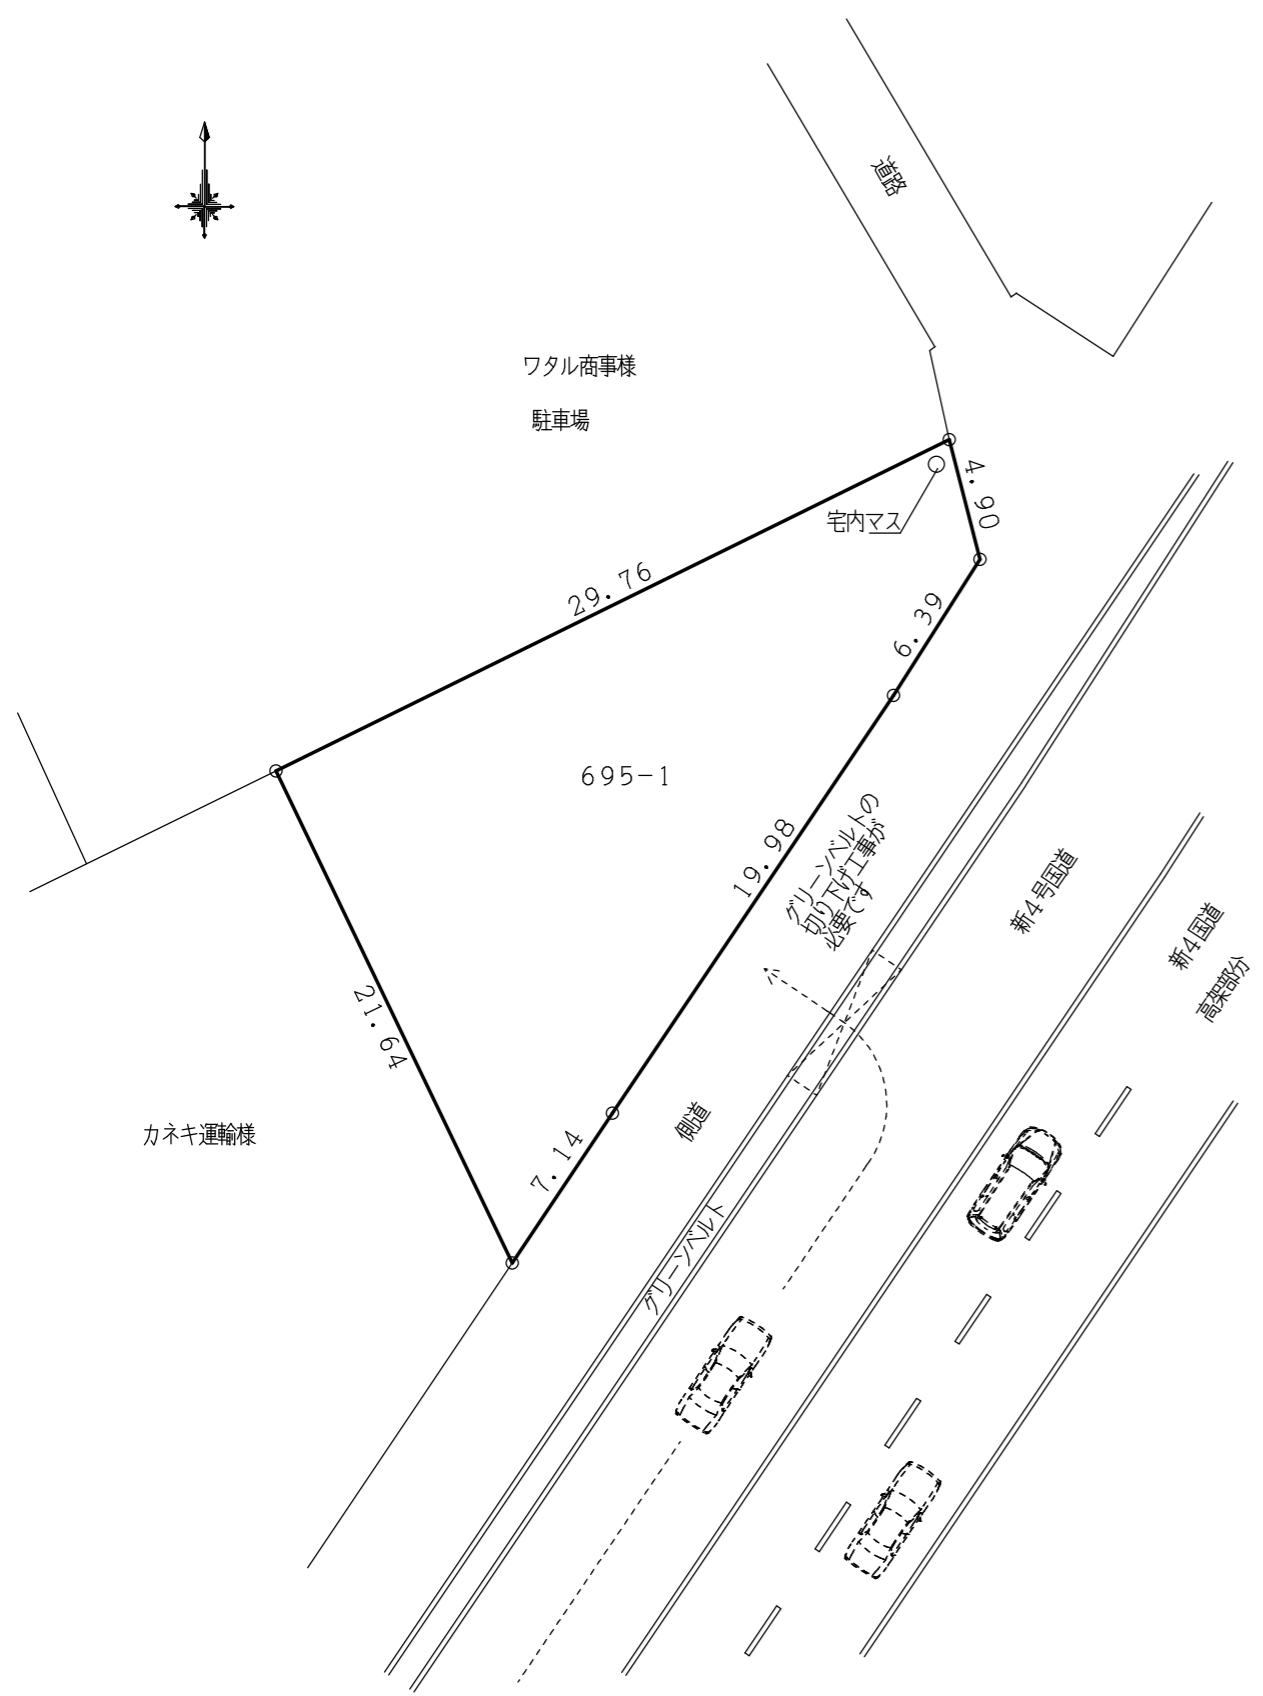 道路
ワタル商事様
駐車場
4.90
宅内マス
29.76
6.39
695-1
19.98
グリーンベルトの
切り下げ工事が
必要です
新4号国道
新4国道
高架部分
21.64
カネキ運輸様
7.14
側道
グリーンベルト